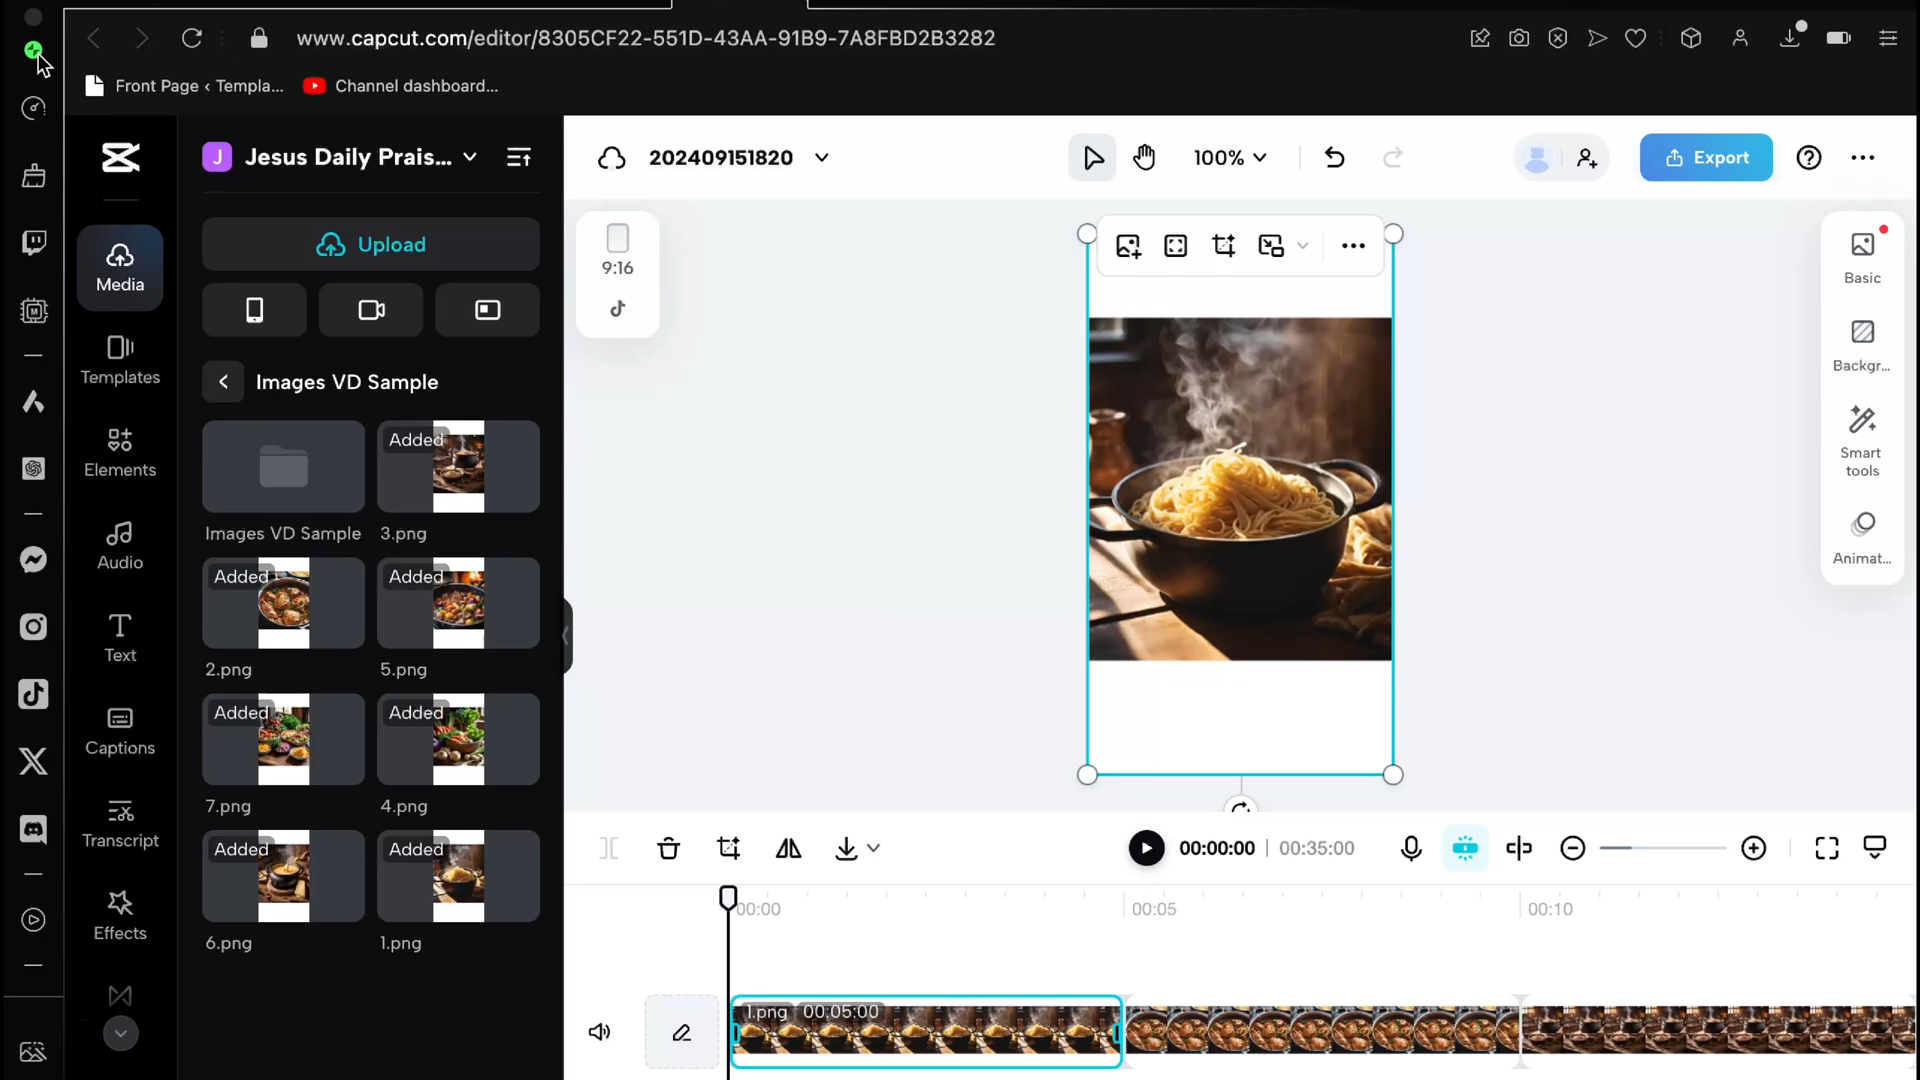 www.capcut.com/editor/8305CF22-551D-43AA-91B9-7A8FBD2B3282
Front Page ‹ Templa...
Channel dashboard...
J
Jesus Daily Prais...
202409151820
100%
Export
Upload
Media
Templates
Elements
Audio
Text
Captions
Transcript
Effects
Images VD Sample
Images VD Sample
Added
3.png
Added
2.png
Added
5.png
Added
7.png
Added
4.png
Added
6.png
Added
1.png
9:16
Basic
Backgr...
Smart
tools
Animat...
00:00:00
00:35:00
00:00
00:05
00:10
1.png
00:05:00